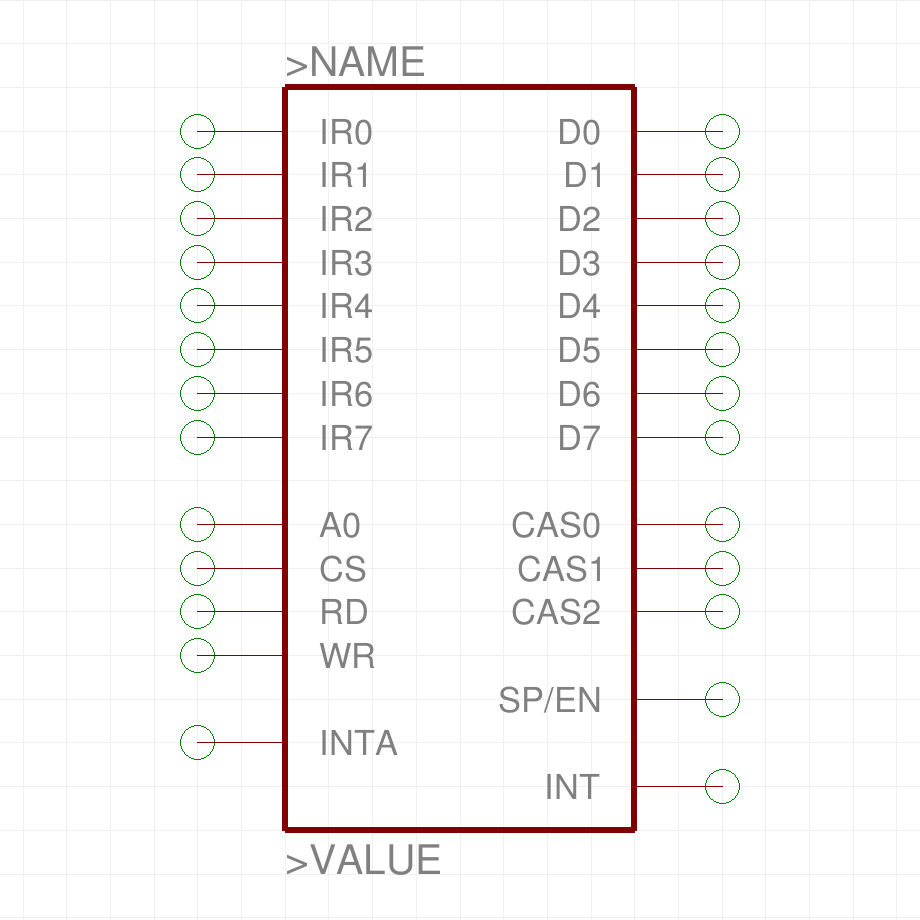 >NAME
IR0 D0
IR1 D1
IR2 D2
IR3 D3
IR4 D4
IR5 D5
IR6 D6
IR7 D7
A0 CAS0
CS CAS1
RD CAS2
WR
SP/EN
INTA
INT
>VALUE